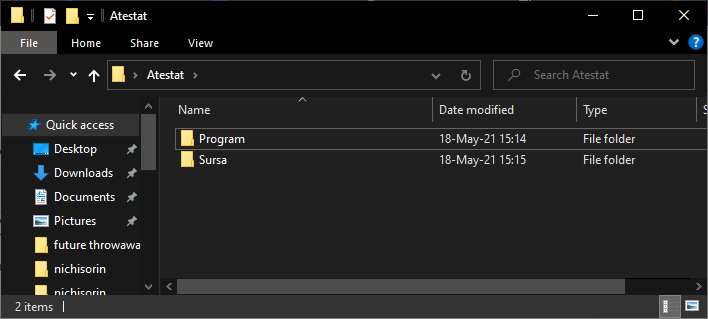 Atestat
File Home Share View
Atestat
Search Atestat
Name Date modified Type S
Quick access
Desktop
Downloads
Documents
Pictures
future throwawa
nichisorin
nichisorin
Program 18-May-21 15:14 File folder
Sursa 18-May-21 15:15 File folder
2 items